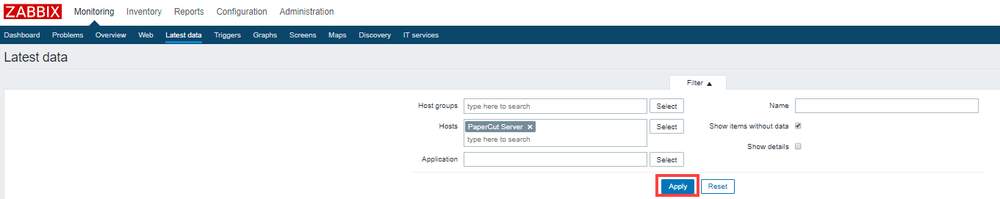 ZABBIX Monitoring Inventory Reports Configuration Administration
Dashboard Problems Overview Web Latest data Triggers Graphs Screens Maps Discovery IT services
Latest data
Filter ▲
Host groups type here to search Select Name
Hosts PaperCut Server × Select Show items without data
type here to search
Show details
Application Select
Apply Reset